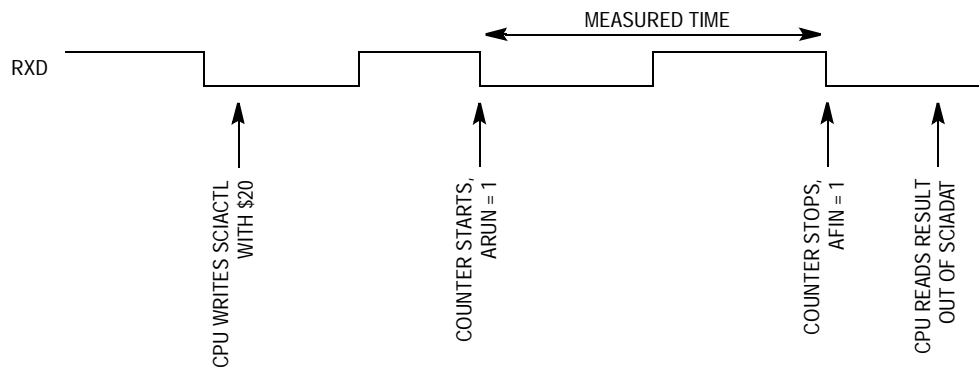 MEASURED TIME
RXD
CPU WRITES SCIACTL
WITH $20
COUNTER STARTS,
ARUN = 1
COUNTER STOPS,
AFIN = 1
CPU READS RESULT
OUT OF SCIADAT